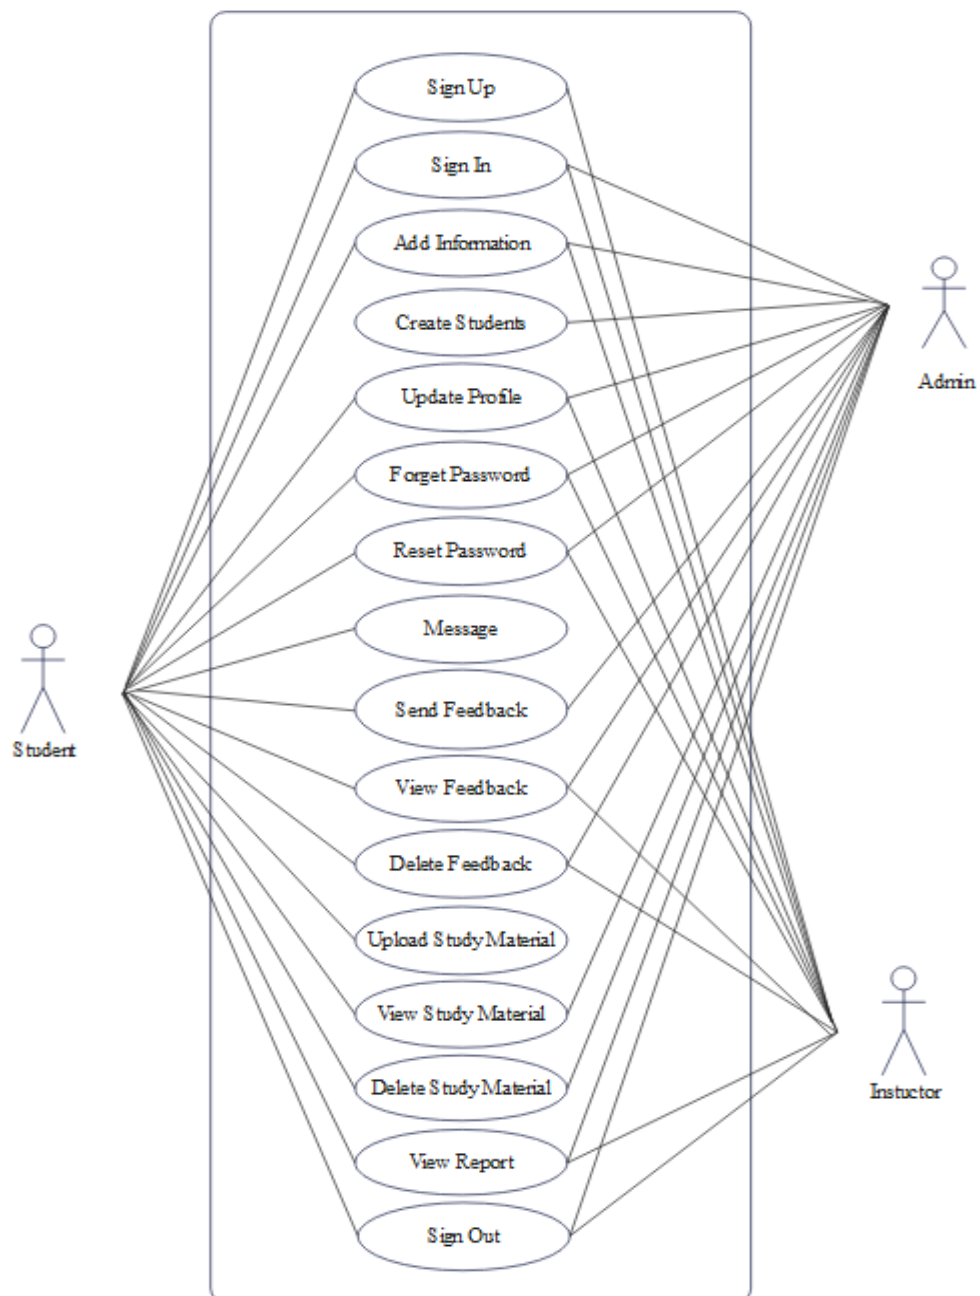 Sign Up
Sign In
Add Information
Create Students
Update Profile
Forget Password
Reset Password
Message
Send Feedback
View Feedback
Delete Feedback
Upload Study Material
View Study Material
Delete Study Material
View Report
Sign Out
Student
Admin
Instuctor